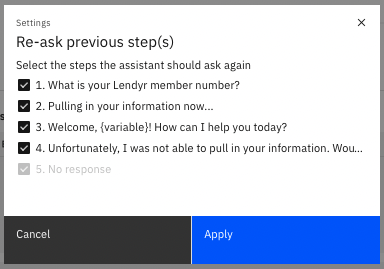 Settings
Re-ask previous step(s)
Select the steps the assistant should ask again
1. What is your Lendyr member number?
2. Pulling in your information now...
3. Welcome, {variable}! How can I help you today?
4. Unfortunately, I was not able to pull in your information. Wou...
5. No response
Cancel
Apply